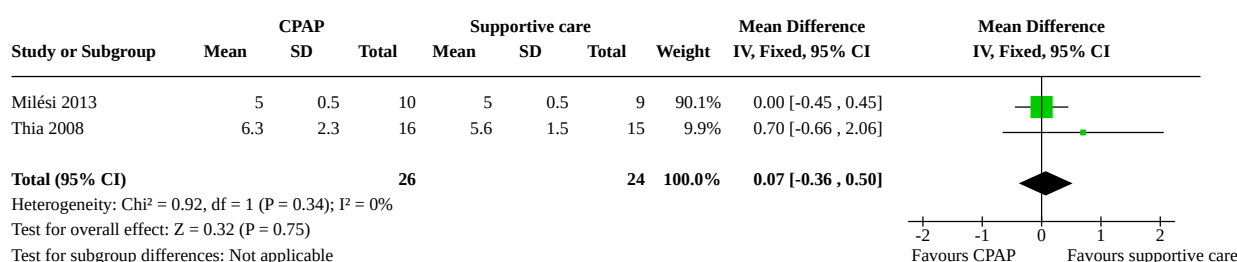 CPAP Supportive care Mean Difference Mean Difference
Study or Subgroup Mean SD Total Mean SD Total Weight IV, Fixed, 95% CI IV, Fixed, 95% CI
Milési 2013 5 0.5 10 5 0.5 9 90.1% 0.00 [-0.45 , 0.45]
Thia 2008 6.3 2.3 16 5.6 1.5 15 9.9% 0.70 [-0.66 , 2.06]
Total (95% CI) 26 24 100.0% 0.07 [-0.36 , 0.50]
Heterogeneity: Chi² = 0.92, df = 1 (P = 0.34); I² = 0%
Test for overall effect: Z = 0.32 (P = 0.75)
-2 -1 0 1 2
Test for subgroup differences: Not applicable Favours CPAP Favours supportive care